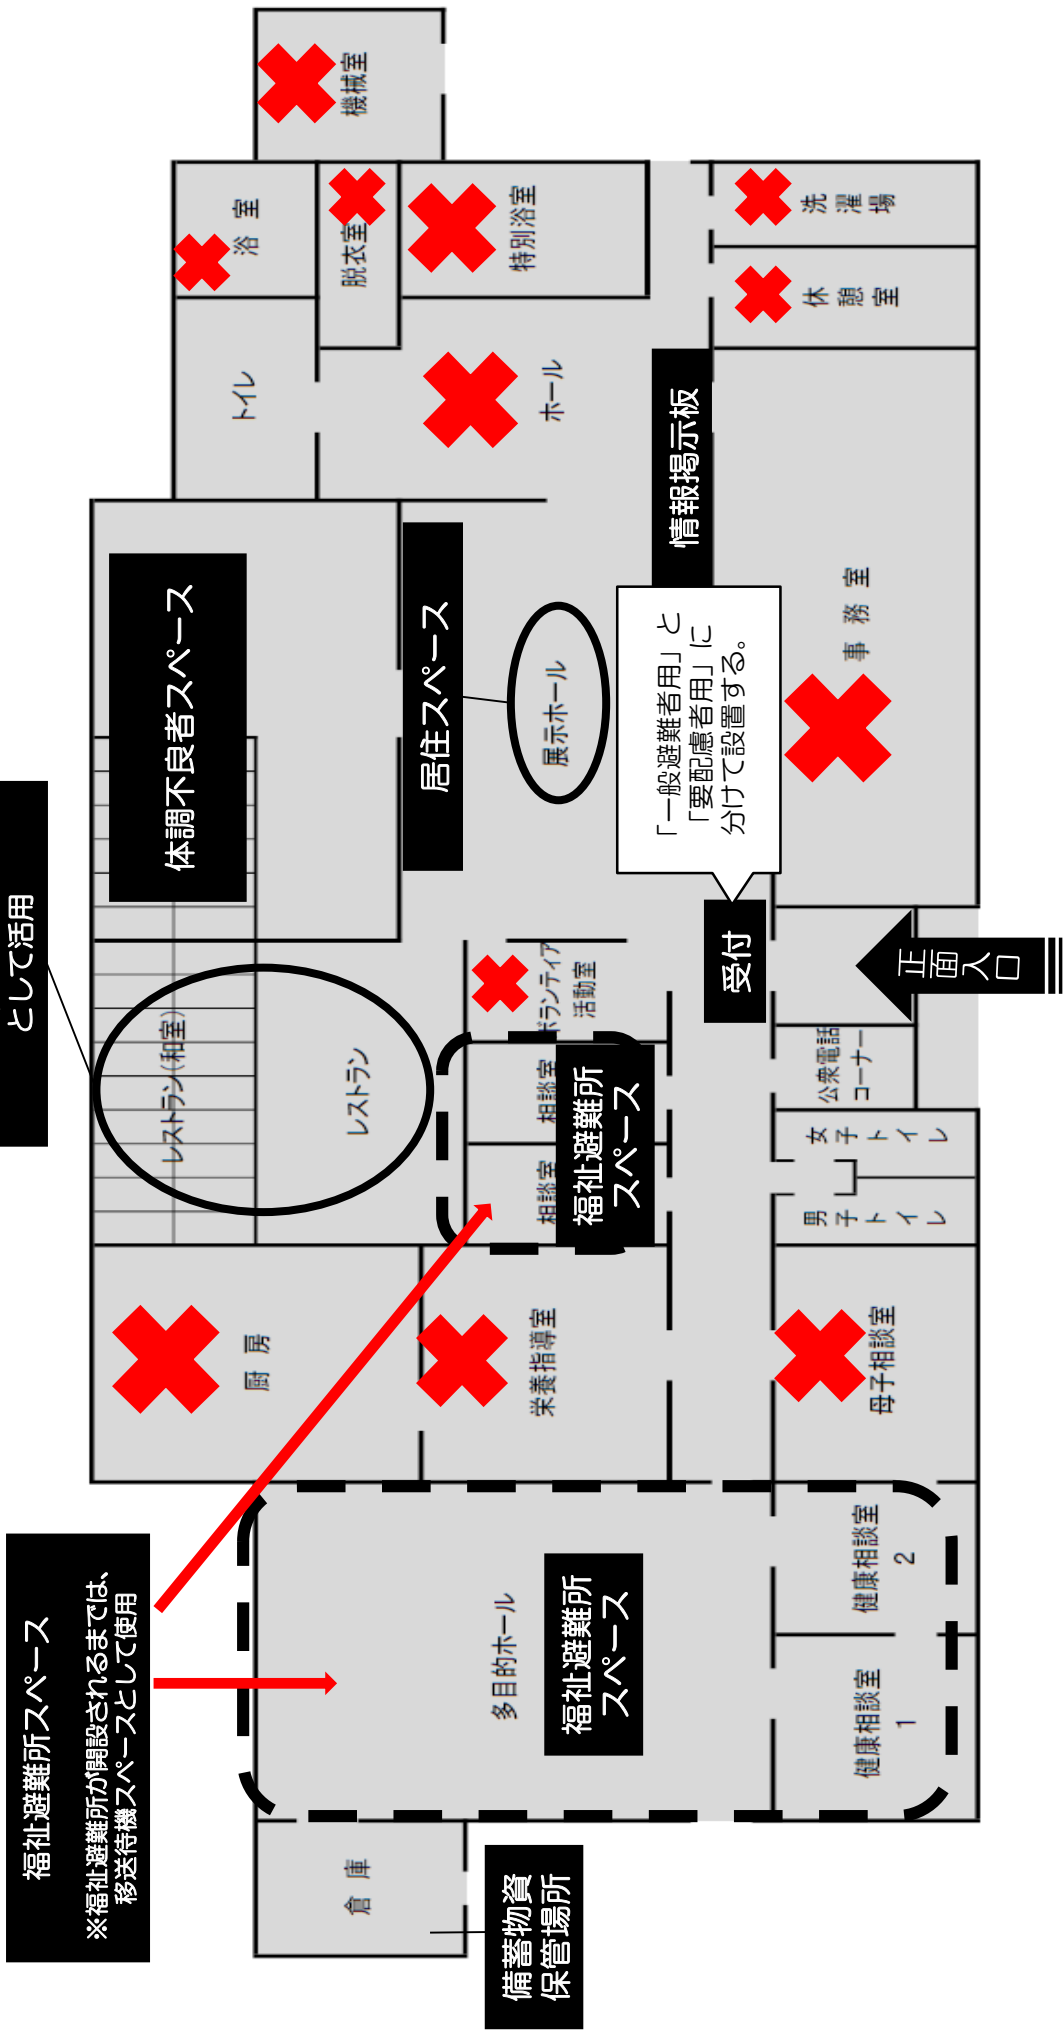 として活用
福祉避難所スペース
※福祉避難所が開設されるまでは、
移送待機スペースとして使用
機械室
浴室
脱衣室
特別浴室
洗濯場
休憩室
トイレ
ホール
体調不良者スペース
居住スペース
展示ホール
情報掲示板
「一般避難者用」と
「要配慮者用」に
分けて設置する。
事務室
受付
正面入口
レストラン(和室)
レストラン
ボランティア
活動室
相談室
相談室
福祉避難所
スペース
公衆電話
コーナー
女子トイレ
男子トイレ
厨房
栄養指導室
母子相談室
多目的ホール
福祉避難所
スペース
健康相談室
2
健康相談室
1
倉庫
備蓄物資
保管場所